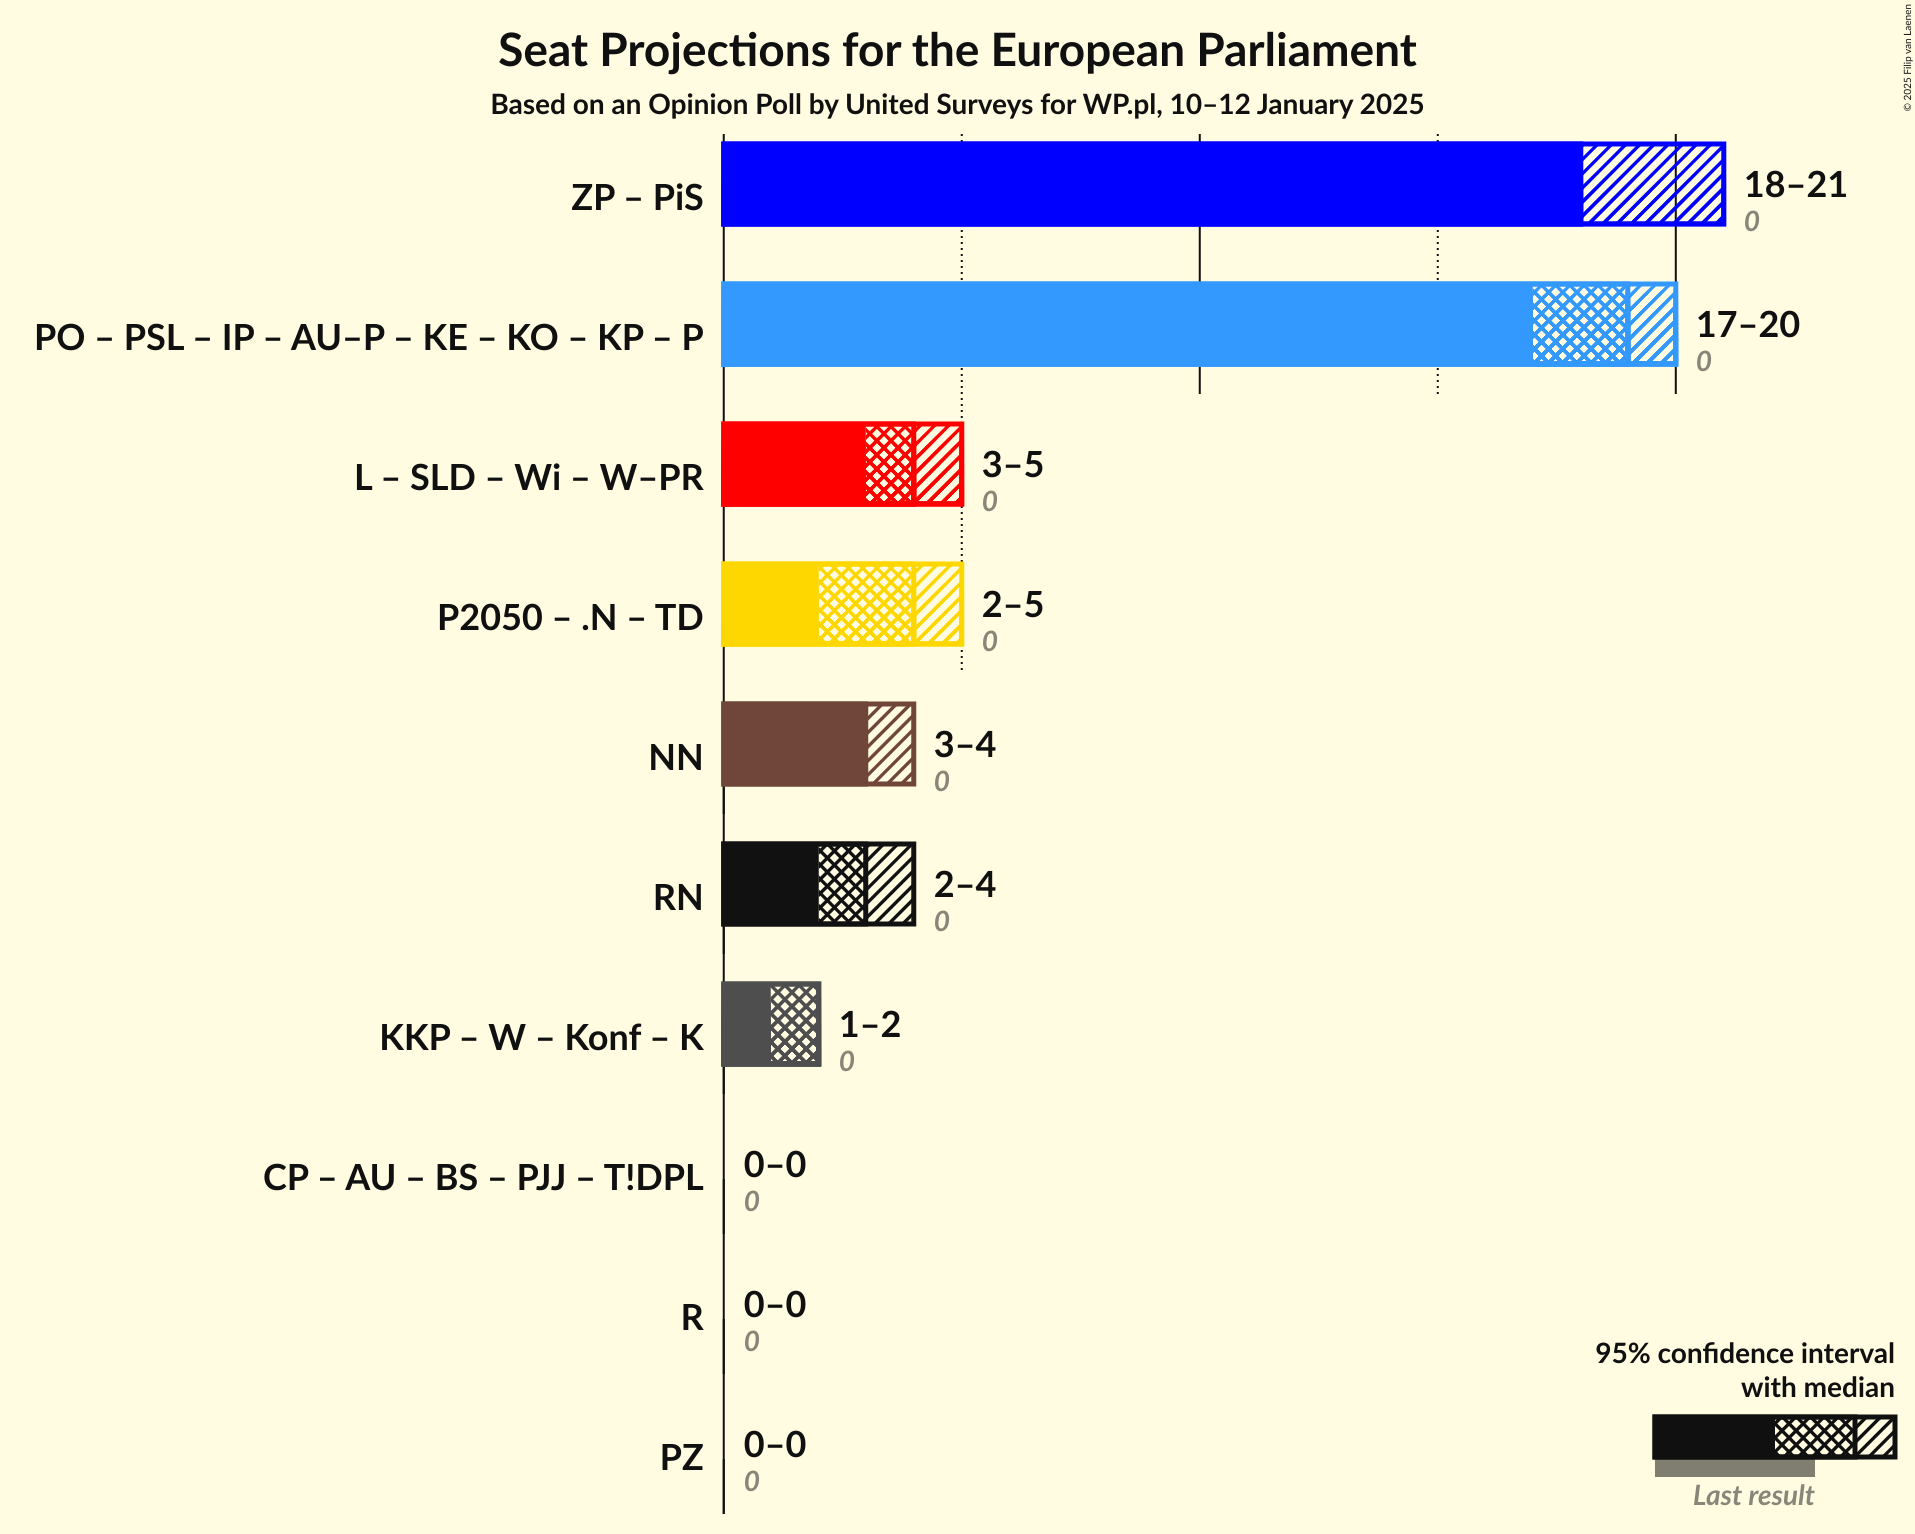 Seat Projections for the European Parliament
Based on an Opinion Poll by United Surveys for WP.pl, 10–12 January 2025
© 2025 Filip van Laenen
ZP – PiS
18–21
0
PO – PSL – IP – AU–P – KE – KO – KP – P
17–20
0
L – SLD – Wi – W–PR
3–5
0
P2050 – .N – TD
2–5
0
NN
3–4
0
RN
2–4
0
KKP – W – Konf – K
1–2
0
CP – AU – BS – PJJ – T!DPL
0–0
0
R
0–0
0
PZ
0–0
0
95% confidence interval
with median
Last result